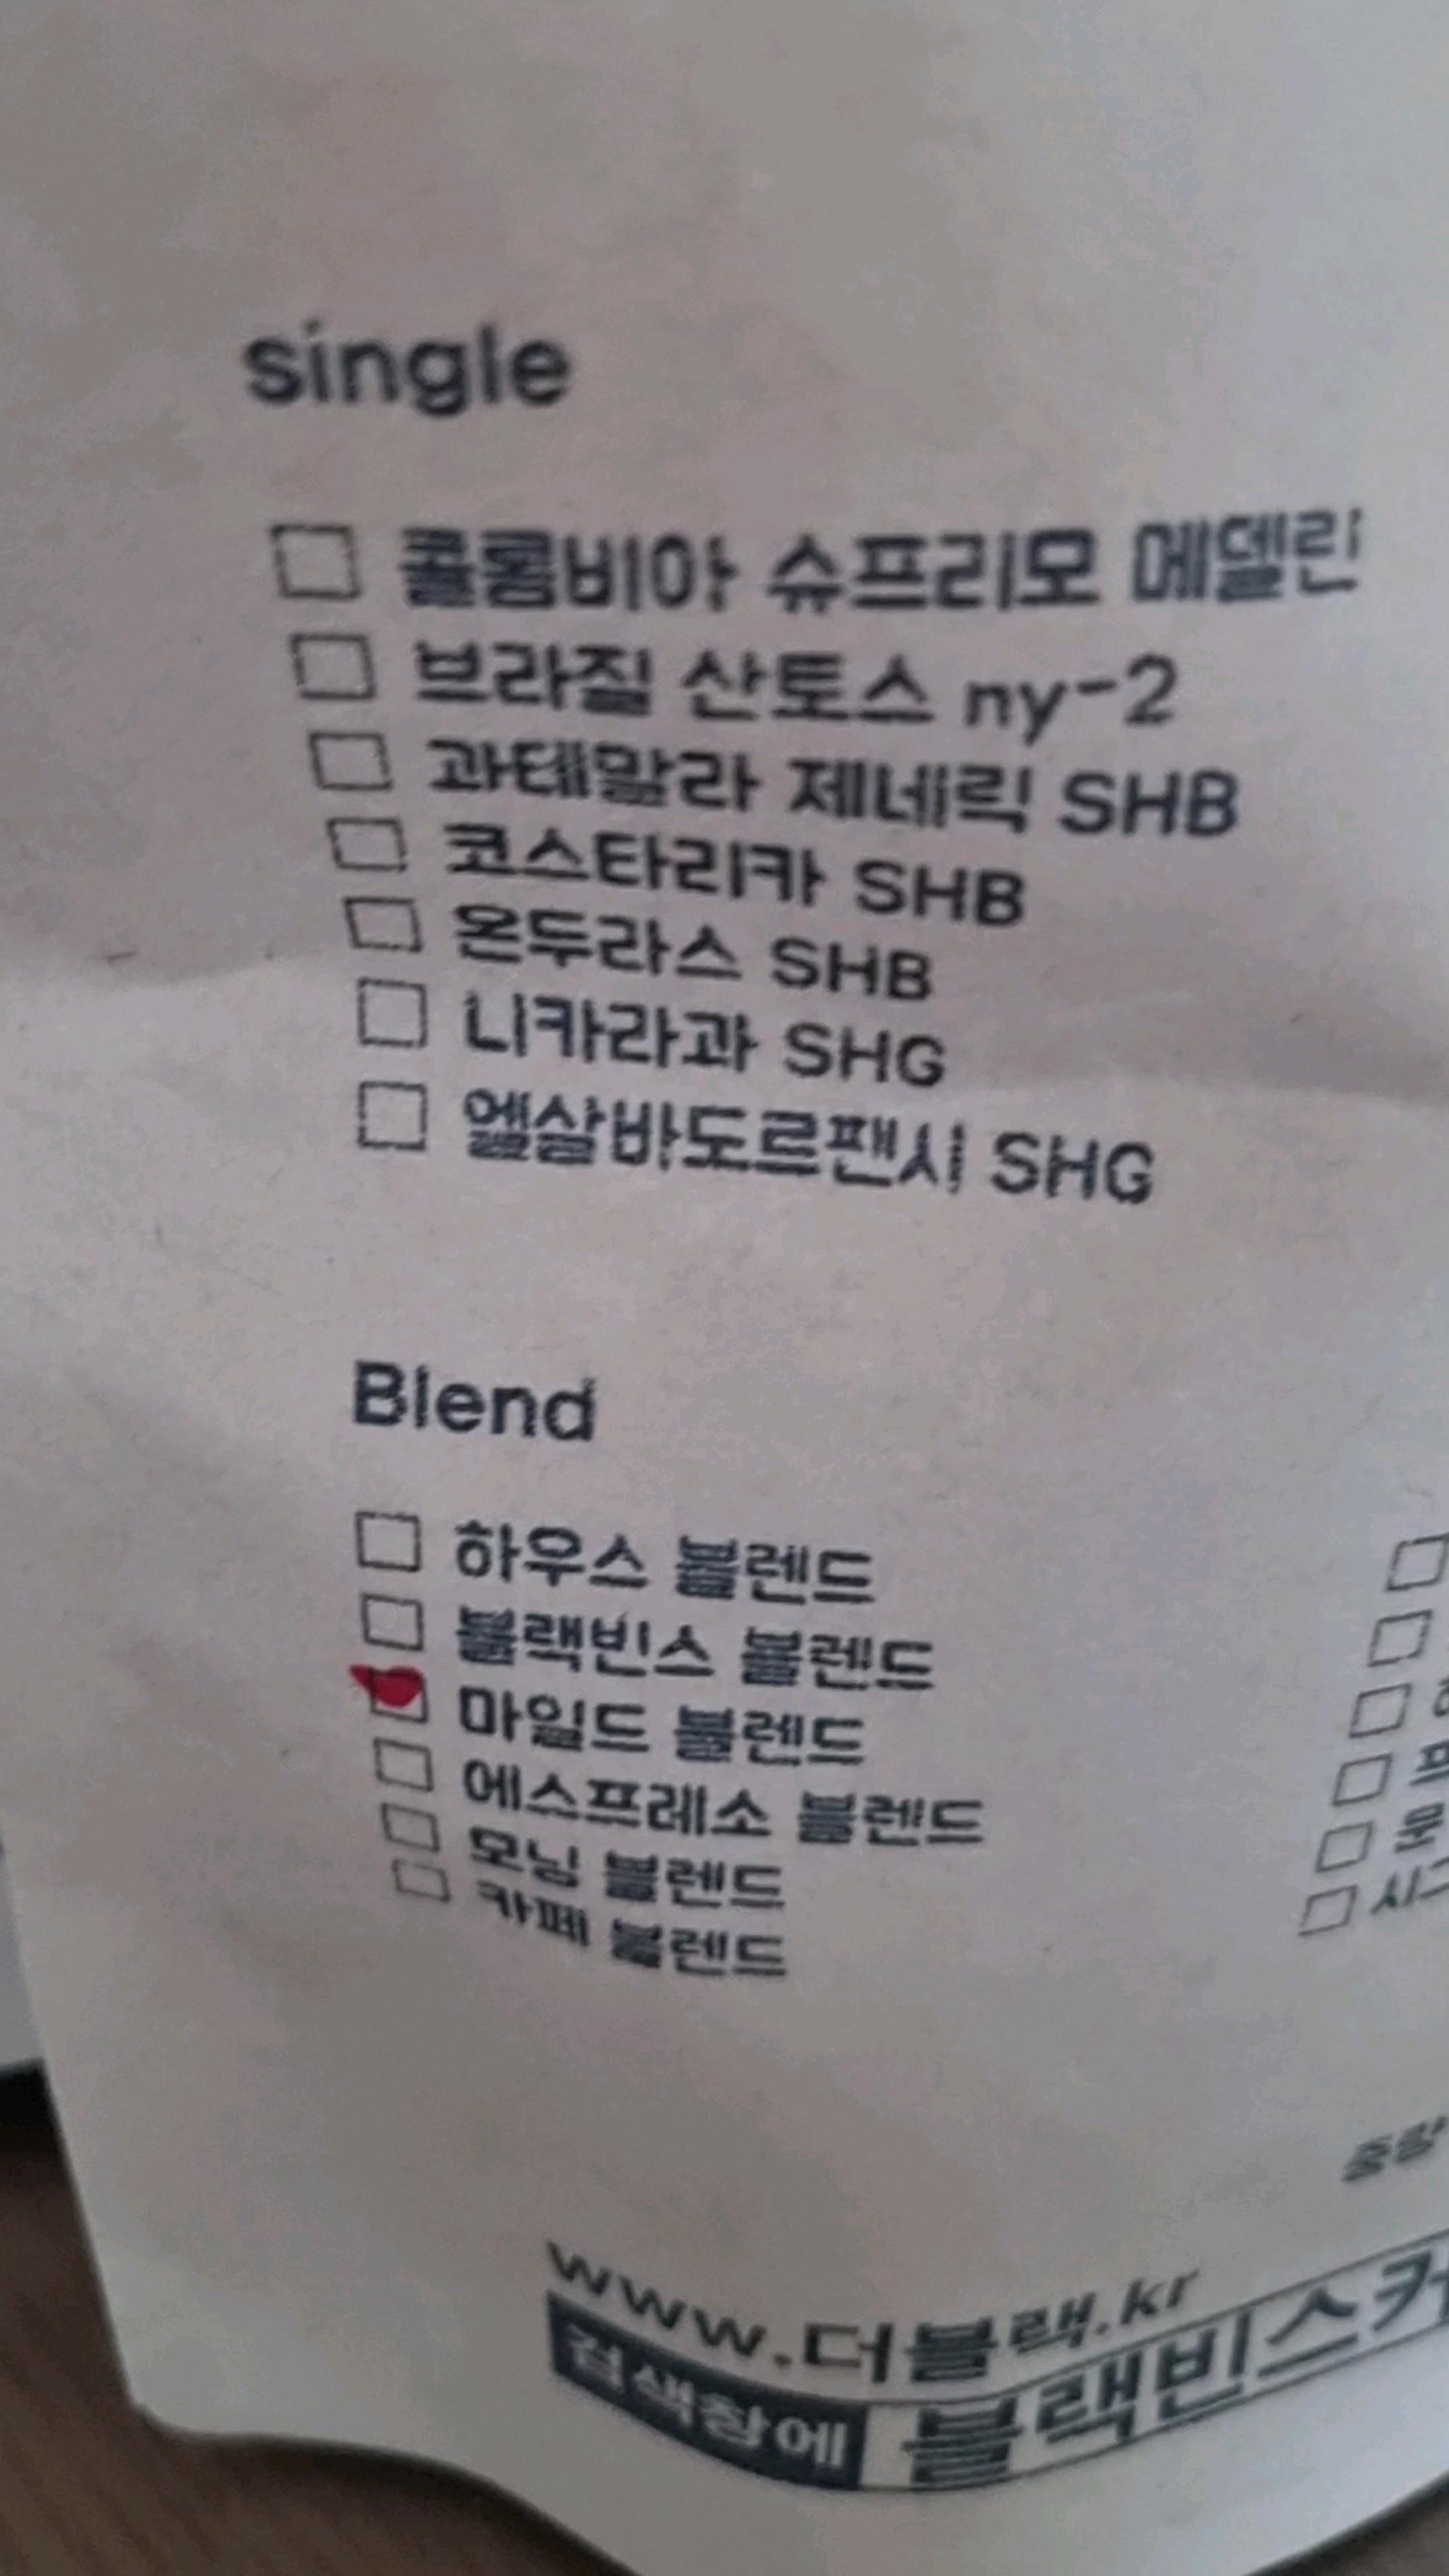 single
콜롬비아 슈프리모 메델린
브라질 산토스 ny-2
과테말라 제네릭 SHB
코스타리카 SHB
온두라스 SHB
니카라과 SHG
엘살바도르팬시 SHG
Blend
하우스 블렌드
블랙빈스 블렌드
마일드 블렌드
에스프레소 블렌드
모닝 블렌드
카페 블렌드
중량
www.더블랙.kr
검색창에 블랙빈스커